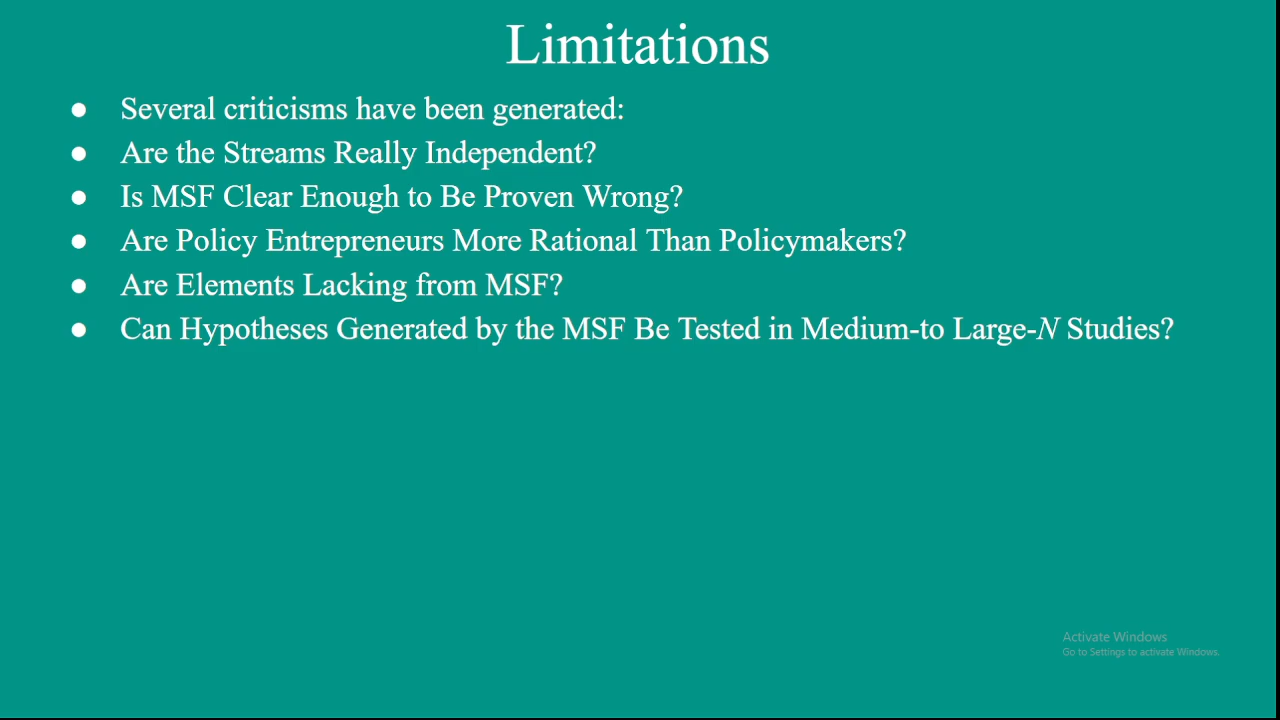 Limitations
● Several criticisms have been generated:
● Are the Streams Really Independent?
● Is MSF Clear Enough to Be Proven Wrong?
● Are Policy Entrepreneurs More Rational Than Policymakers?
● Are Elements Lacking from MSF?
● Can Hypotheses Generated by the MSF Be Tested in Medium-to Large-N Studies?
Activate Windows
Go to Settings to activate Windows.